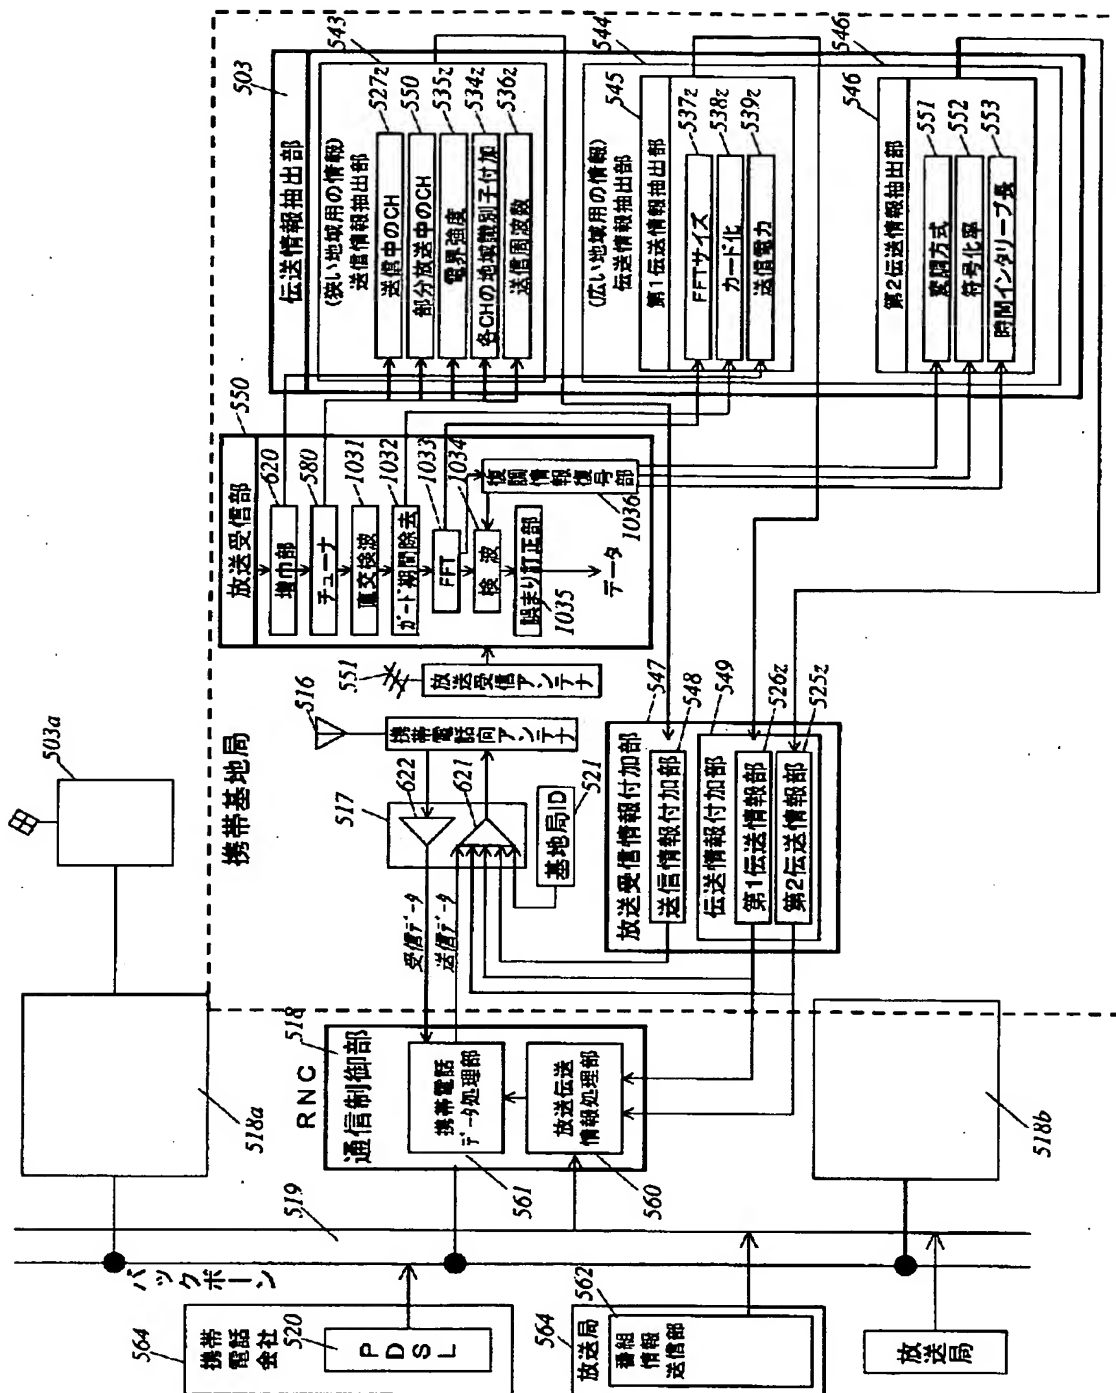 503a
携帯基地局
518a
564
携帯
電話
会社
520
PDSL
バックボーン
519
RNC
通信制御部
518
携帯電話
データ処理部
561
放送伝送
情報処理部
560
564
放送局
562
番組
情報
送信部
放送局
518b
受信データ
送信データ
517
622
621
516
携帯電話向アンテナ
基地局ID
521
551
放送受信アンテナ
放送受信部
550
増巾部
620
チューナ
580
直交検波
1031
ガード期間除去
1032
FFT
1033
検波
1034
誤まり訂正部
1035
復調情報復号部
1036
データ
放送受信情報付加部
547
送信情報付加部
548
伝送情報付加部
549
第1伝送情報部
526z
第2伝送情報部
525z
伝送情報抽出部
503
543
(狭い地域用の情報)
送信情報抽出部
送信中のCH
527z
部分放送中のCH
550
電界強度
535z
各CHの地域識別子付加
534z
送信周波数
536z
544
(広い地域用の情報)
伝送情報抽出部
545
第1伝送情報抽出部
FFTサイズ
537z
カード化
538z
送信電力
539z
546
546
第2伝送情報抽出部
変調方式
551
符号化率
552
時間インタリーブ長
553